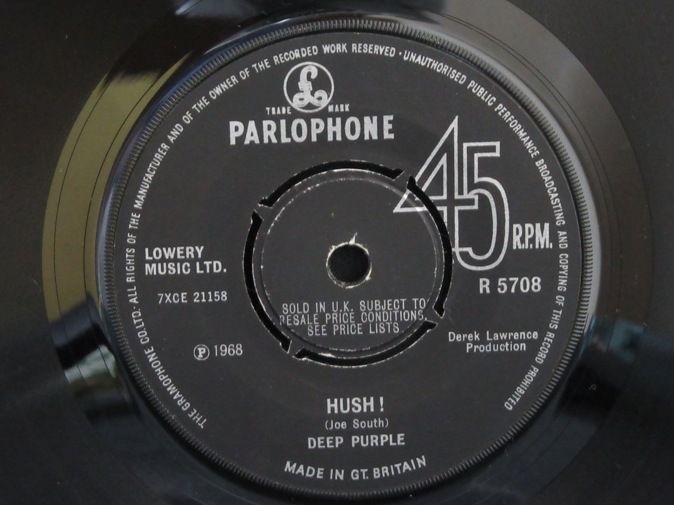 THE GRAMOPHONE CO.LTD. ALL RIGHTS OF THE MANUFACTURER AND OF THE OWNER OF THE RECORDED WORK RESERVED · UNAUTHORISED PUBLIC PERFORMANCE BROADCASTING AND COPYING OF THIS RECORD PROHIBITED
£
TRADE MARK
PARLOPHONE
45
R.P.M.
LOWERY
MUSIC LTD.
R 5708
7XCE 21158
SOLD IN U.K. SUBJECT TO
RESALE PRICE CONDITIONS,
SEE PRICE LISTS
Derek Lawrence
Production
℗ 1968
HUSH!
(Joe South)
DEEP PURPLE
MADE IN GT. BRITAIN